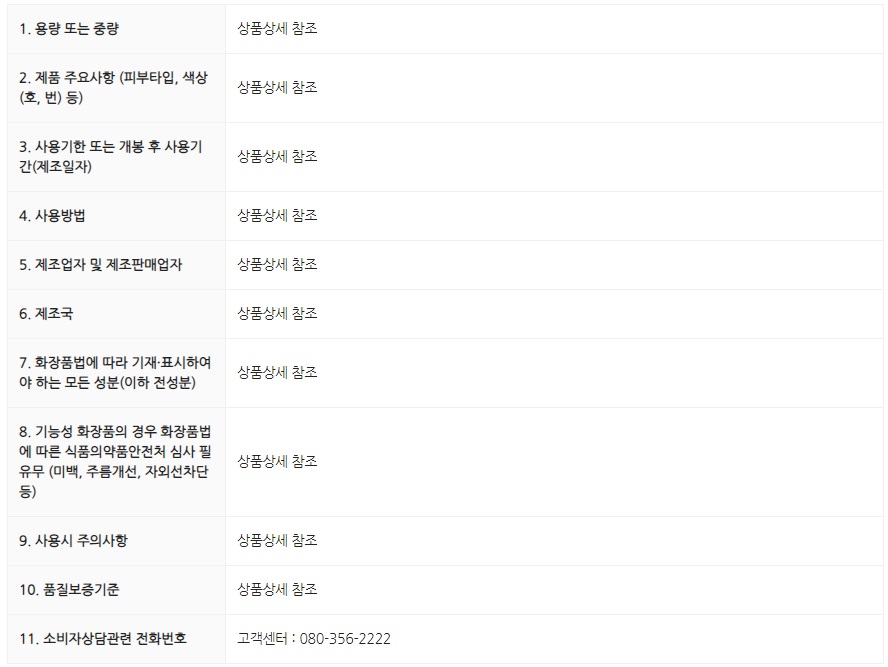 1. 용량 또는 중량
상품상세 참조
2. 제품 주요사항 (피부타입, 색상
(호, 번) 등)
상품상세 참조
3. 사용기한 또는 개봉 후 사용기
간(제조일자)
상품상세 참조
4. 사용방법
상품상세 참조
5. 제조업자 및 제조판매업자
상품상세 참조
6. 제조국
상품상세 참조
7. 화장품법에 따라 기재·표시하여
야 하는 모든 성분(이하 전성분)
상품상세 참조
8. 기능성 화장품의 경우 화장품법
에 따른 식품의약품안전처 심사 필
유무 (미백, 주름개선, 자외선차단
등)
상품상세 참조
9. 사용시 주의사항
상품상세 참조
10. 품질보증기준
상품상세 참조
11. 소비자상담관련 전화번호
고객센터 : 080-356-2222